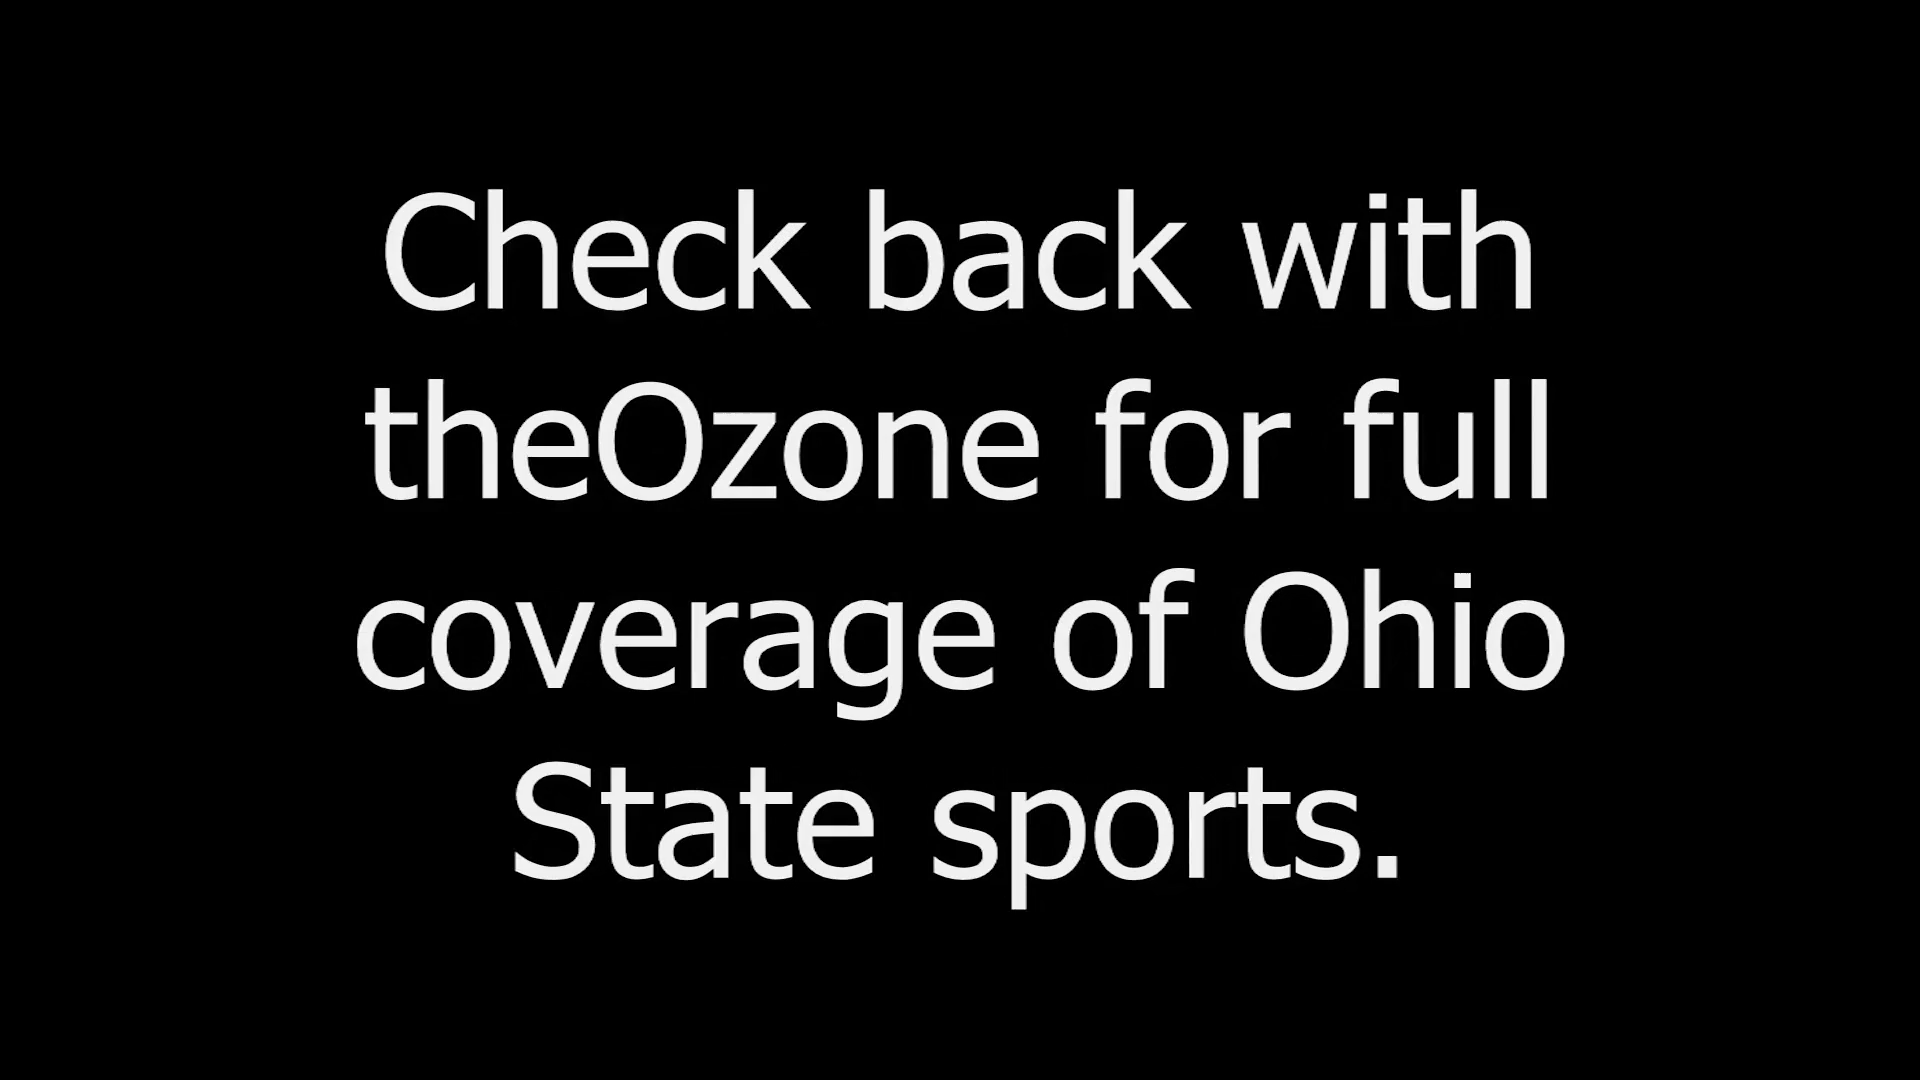 Check back with
theOzone for full
coverage of Ohio
State sports.